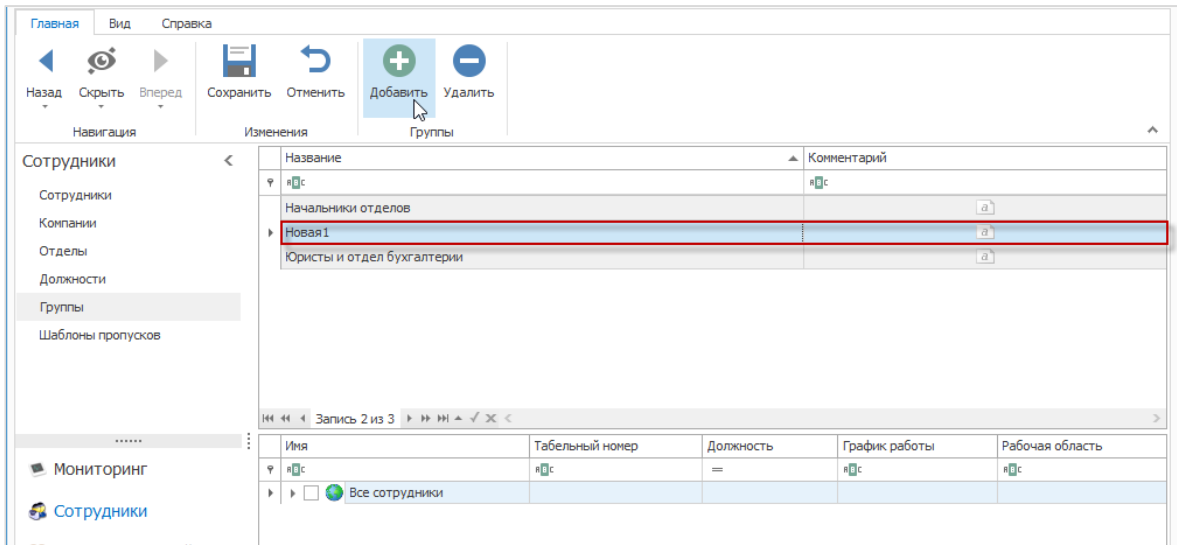 Главная Вид Справка
Назад Скрыть Вперед Сохранить Отменить Добавить Удалить
Навигация Изменения Группы
Сотрудники
Сотрудники
Компании
Отделы
Должности
Группы
Шаблоны пропусков
Мониторинг
Сотрудники
Название Комментарий
Начальники отделов
Новая1
Юристы и отдел бухгалтерии
Запись 2 из 3
Имя Табельный номер Должность График работы Рабочая область
Все сотрудники